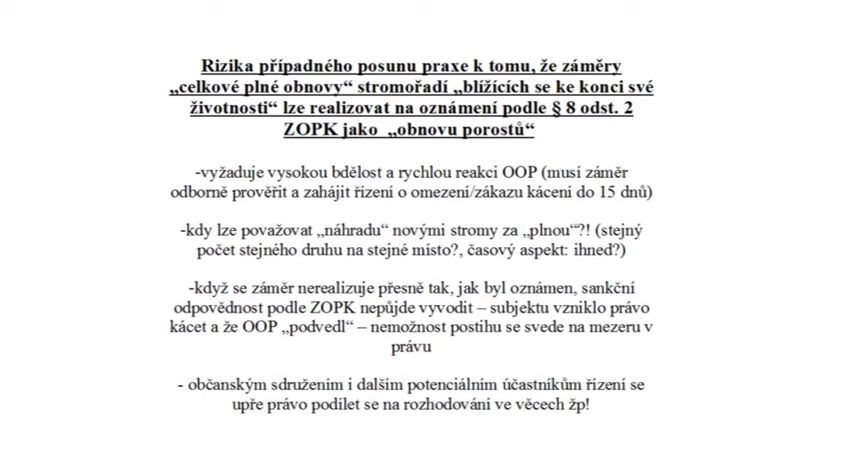 Rizika případného posunu praxe k tomu, že záměry
„celkové plné obnovy“ stromořadí „blížících se ke konci své
životnosti“ lze realizovat na oznámení podle § 8 odst. 2
ZOPK jako „obnovu porostů“
-vyžaduje vysokou bdělost a rychlou reakci OOP (musí záměr
odborně prověřit a zahájit řízení o omezení/zákazu kácení do 15 dnů)
-kdy lze považovat „náhradu“ novými stromy za „plnou“?! (stejný
počet stejného druhu na stejné místo?, časový aspekt: ihned?)
-když se záměr nerealizuje přesně tak, jak byl oznámen, sankční
odpovědnost podle ZOPK nepůjde vyvodit – subjektu vzniklo právo
kácet a že OOP „podvedl“ – nemožnost postihu se svede na mezeru v
právu
- občanským sdružením i dalším potenciálním účastníkům řízení se
upře právo podílet se na rozhodování ve věcech žp!